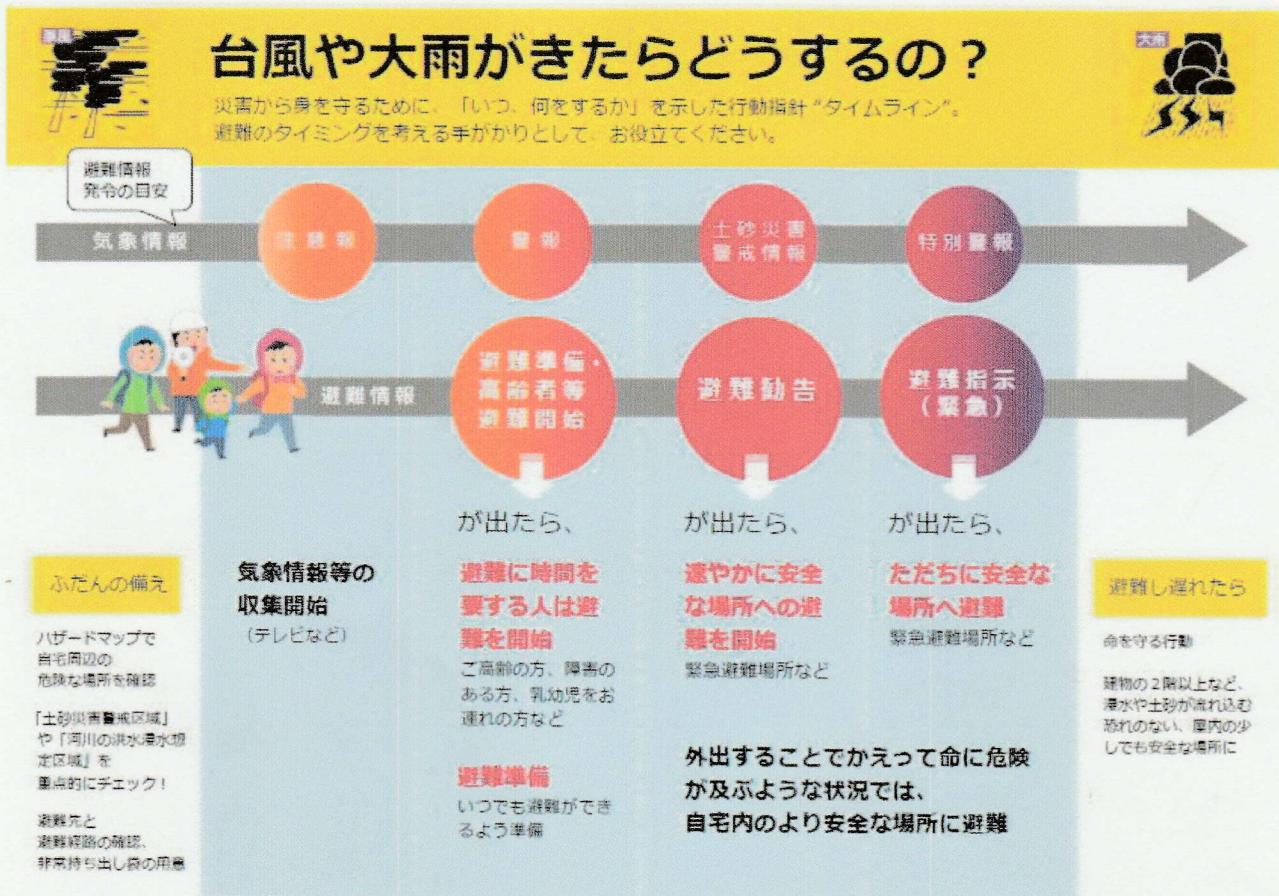 暴風
台風や大雨がきたらどうするの？
大雨
災害から身を守るために、「いつ、何をするか」を示した行動指針“タイムライン”。
避難のタイミングを考える手がかりとして、お役立てください。
避難情報
発令の目安
気象情報
注意報
警報
土砂災害
警戒情報
特別警報
避難情報
避難準備・
高齢者等
避難開始
避難勧告
避難指示
（緊急）
が出たら、
が出たら、
が出たら、
ふだんの備え
ハザードマップで
自宅周辺の
危険な場所を確認
「土砂災害警戒区域」
や「河川の洪水浸水想
定区域」を
重点的にチェック！
避難先と
避難経路の確認、
非常持ち出し袋の用意
気象情報等の
収集開始
（テレビなど）
避難に時間を
要する人は避
難を開始
ご高齢の方、障害の
ある方、乳幼児をお
連れの方など
避難準備
いつでも避難ができ
るよう準備
速やかに安全
な場所への避
難を開始
緊急避難場所など
ただちに安全な
場所へ避難
緊急避難場所など
外出することでかえって命に危険
が及ぶような状況では、
自宅内のより安全な場所に避難
避難し遅れたら
命を守る行動
建物の２階以上など、
浸水や土砂が流れ込む
恐れのない、屋内の少
しでも安全な場所に